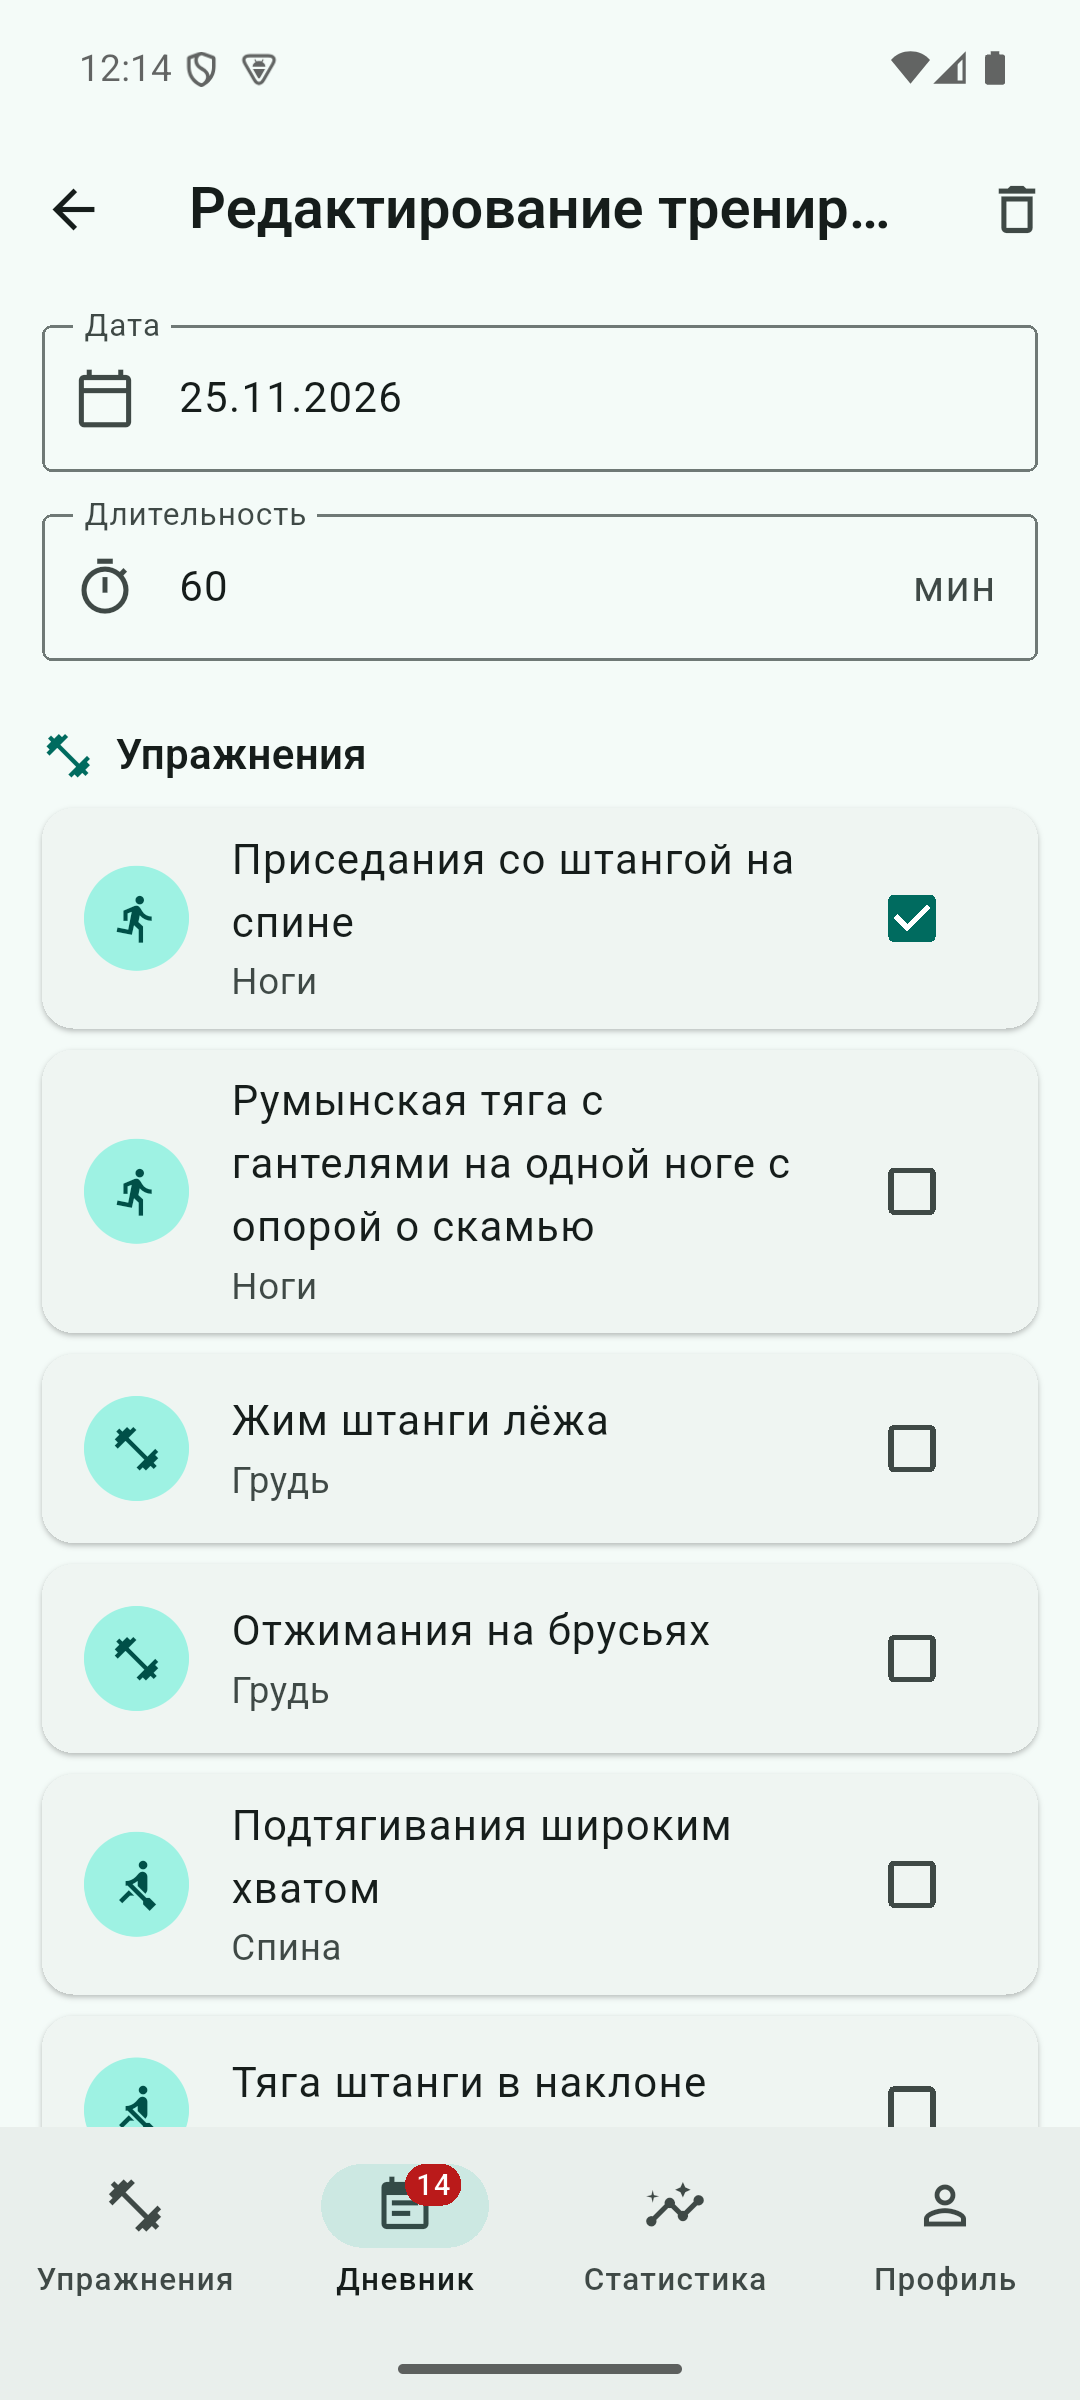 12:14
Редактирование тренир...
Дата
25.11.2026
Длительность
60 мин
Упражнения
Приседания со штангой на
спине
Ноги
Румынская тяга с
гантелями на одной ноге с
опорой о скамью
Ноги
Жим штанги лёжа
Грудь
Отжимания на брусьях
Грудь
Подтягивания широким
хватом
Спина
Тяга штанги в наклоне
14
Упражнения Дневник Статистика Профиль